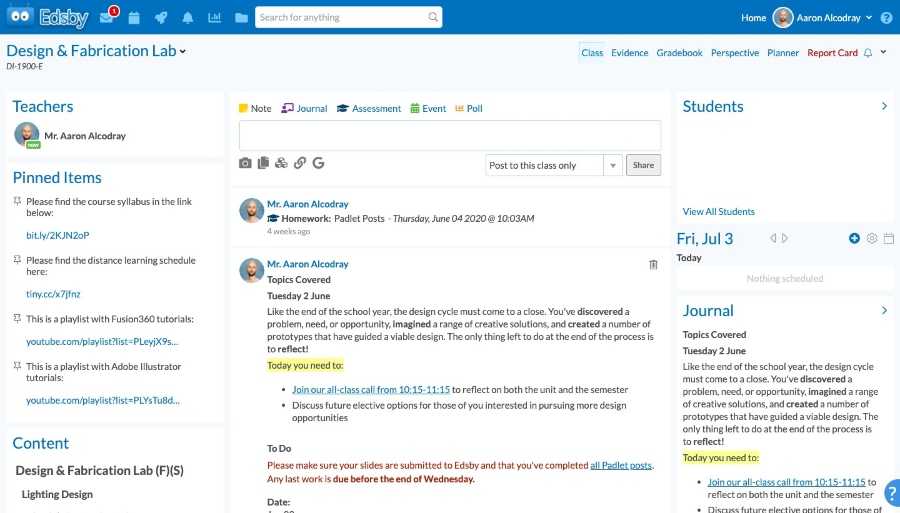 Edsby
1
Search for anything
Home
Aaron Alcodray
Design & Fabrication Lab
DI-1900-E
Class Evidence Gradebook Perspective Planner Report Card
Teachers
Mr. Aaron Alcodray
now
Pinned Items
Please find the course syllabus in the link
below:
bit.ly/2KJN2oP
Please find the distance learning schedule
here:
tiny.cc/x7jfnz
This is a playlist with Fusion360 tutorials:
youtube.com/playlist?list=PLeyjX9s...
This is a playlist with Adobe Illustrator
tutorials:
youtube.com/playlist?list=PLYsTu8d...
Content
Design & Fabrication Lab (F)(S)
Lighting Design
Note Journal Assessment Event Poll
Post to this class only
Share
Mr. Aaron Alcodray
Homework: Padlet Posts - Thursday, June 04 2020 @ 10:03AM
4 weeks ago
Mr. Aaron Alcodray
Topics Covered
Tuesday 2 June
Like the end of the school year, the design cycle must come to a close. You've discovered a
problem, need, or opportunity, imagined a range of creative solutions, and created a number of
prototypes that have guided a viable design. The only thing left to do at the end of the process is
to reflect!
Today you need to:
• Join our all-class call from 10:15-11:15 to reflect on both the unit and the semester
• Discuss future elective options for those of you interested in pursuing more design
opportunities
To Do
Please make sure your slides are submitted to Edsby and that you've completed all Padlet posts.
Any last work is due before the end of Wednesday.
Date:
Students
View All Students
Fri, Jul 3
Today
Nothing scheduled
Journal
Topics Covered
Tuesday 2 June
Like the end of the school year, the design cycle
must come to a close. You've discovered a
problem, need, or opportunity, imagined a range
of creative solutions, and created a number of
prototypes that have guided a viable design. The
only thing left to do at the end of the process is
to reflect!
Today you need to:
• Join our all-class call from 10:15-11:15 to
reflect on both the unit and the semester
• Discuss future elective options for those of
?